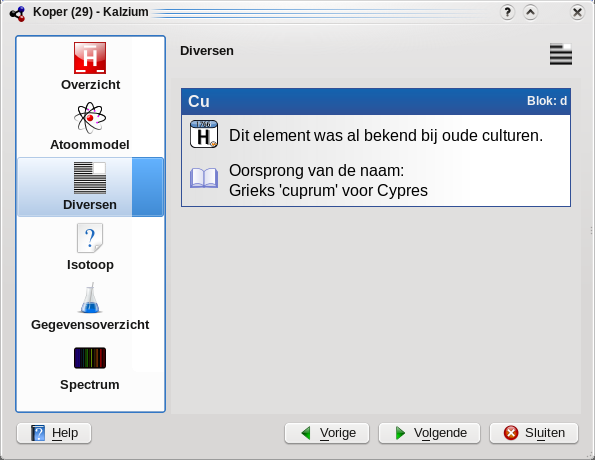 Koper (29) - Kalzium
H
Overzicht
Atoommodel
Diversen
?
Isotoop
Gegevensoverzicht
Spectrum
Diversen
Cu Blok: d
1766
H
Dit element was al bekend bij oude culturen.
Oorsprong van de naam:
Grieks 'cuprum' voor Cypres
Help Vorige Volgende Sluiten